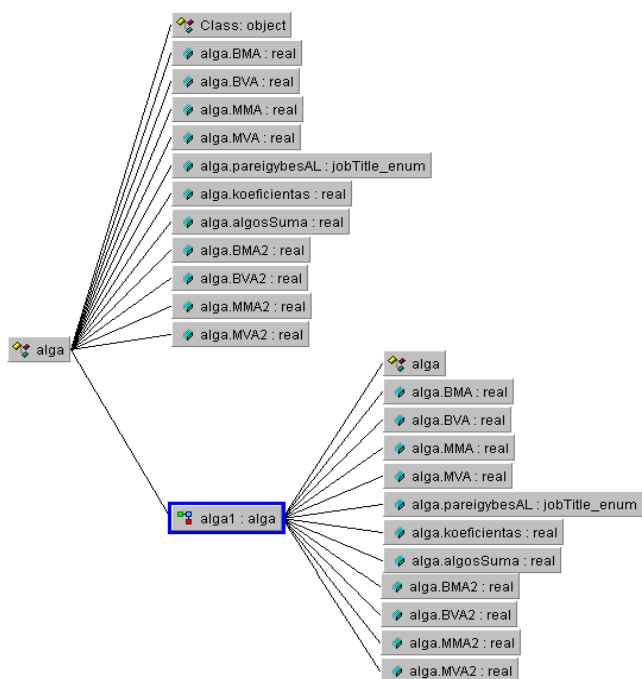 Class: object
alga.BMA : real
alga.BVA : real
alga.MMA : real
alga.MVA : real
alga.pareigybesAL : jobTitle_enum
alga.koeficientas : real
alga.algosSuma : real
alga.BMA2 : real
alga.BVA2 : real
alga.MMA2 : real
alga.MVA2 : real
alga
alga
alga.BMA : real
alga.BVA : real
alga.MMA : real
alga.MVA : real
alga.pareigybesAL : jobTitle_enum
alga1 : alga
alga.koeficientas : real
alga.algosSuma : real
alga.BMA2 : real
alga.BVA2 : real
alga.MMA2 : real
alga.MVA2 : real